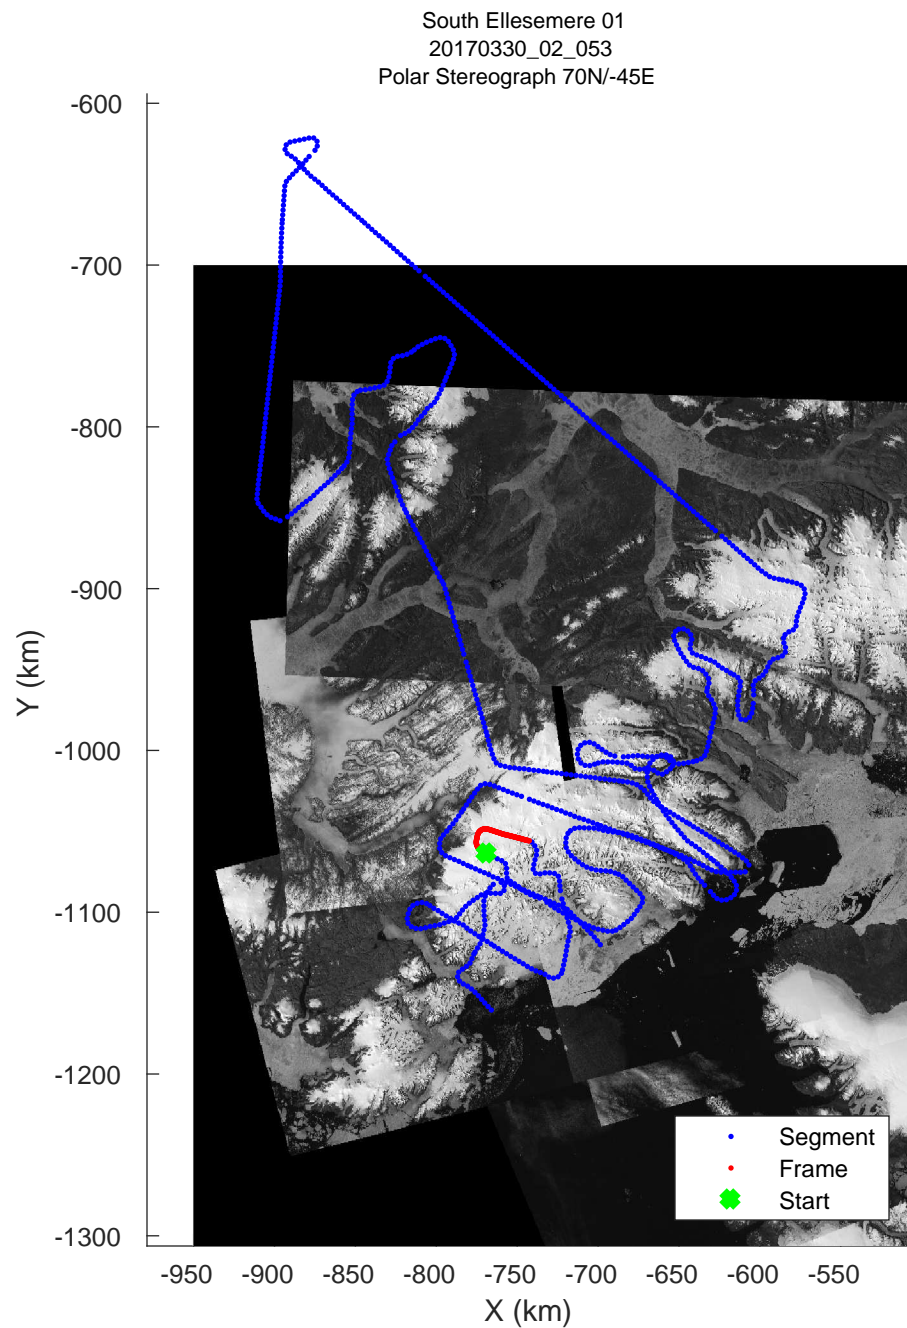 South Ellesemere 01
20170330_02_053
Polar Stereograph 70N/-45E
-600
-700
-800
-900
-1000
-1100
-1200
-1300
Y (km)
-950 -900 -850 -800 -750 -700 -650 -600 -550
X (km)
Segment
Frame
Start